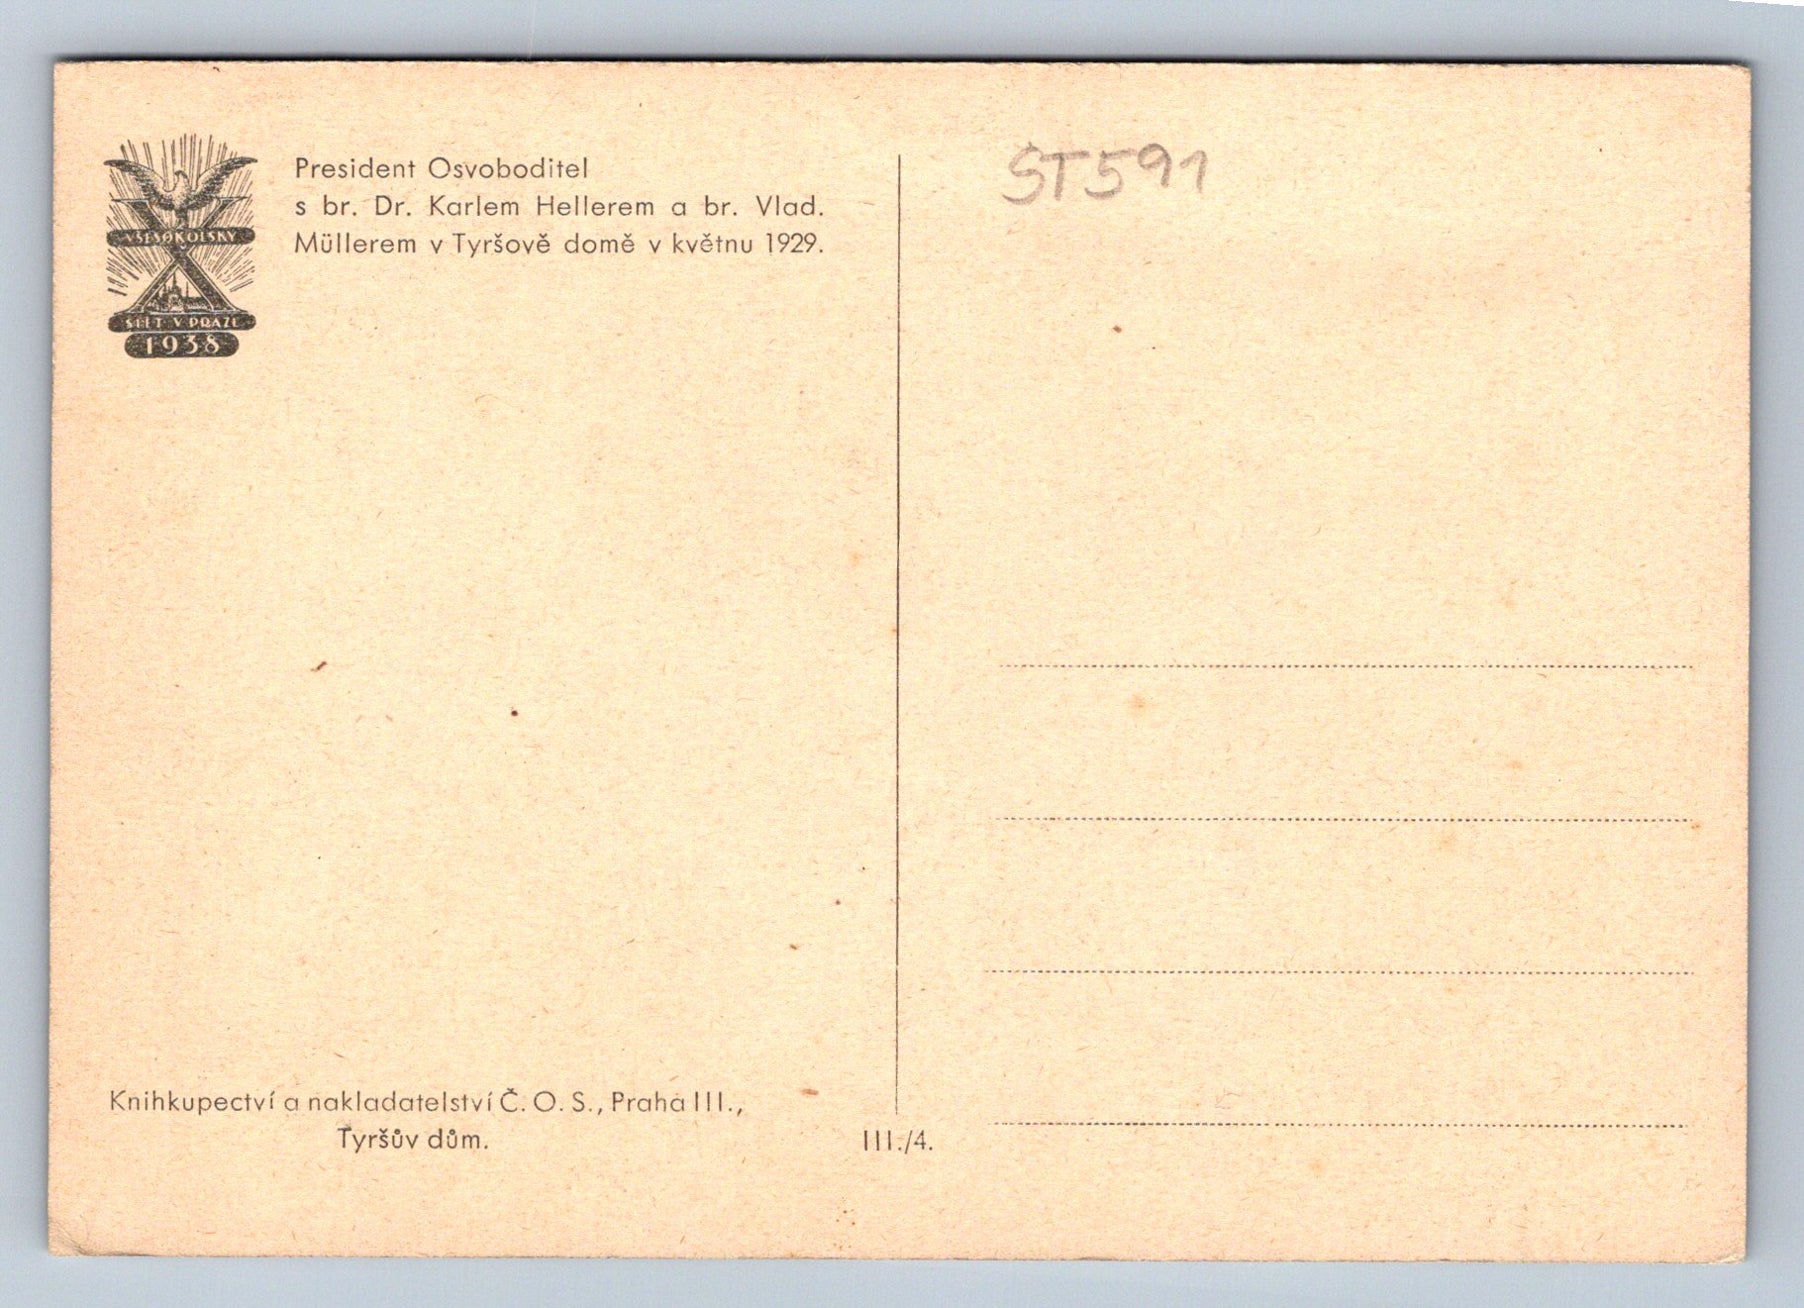 President Osvoboditel
s br. Dr. Karlem Hellerem a br. Vlad.
Müllerem v Tyršově domě v květnu 1929.
VŠESOKOLSKÝ
SLET V PRAZE
1938
ST591
Knihkupectví a nakladatelství Č. O. S., Praha III.,
Tyršův dům.
III./4.